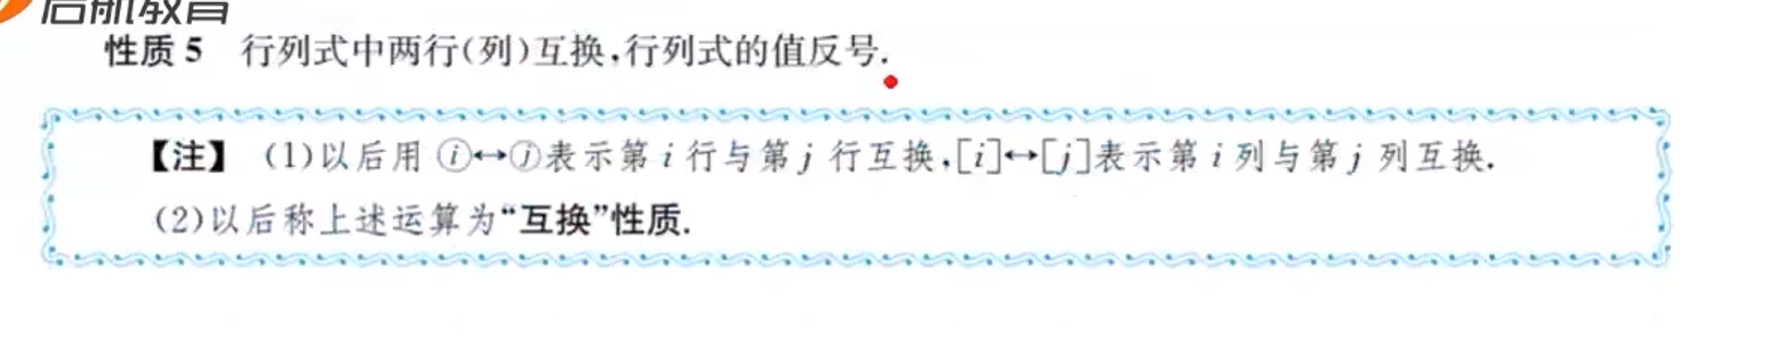 启航教育
性质 5 行列式中两行(列)互换,行列式的值反号.
【注】 (1)以后用 ⓘ↔ⓙ表示第 i 行与第 j 行互换,[i]↔[j]表示第 i 列与第 j 列互换.
(2)以后称上述运算为“互换”性质.